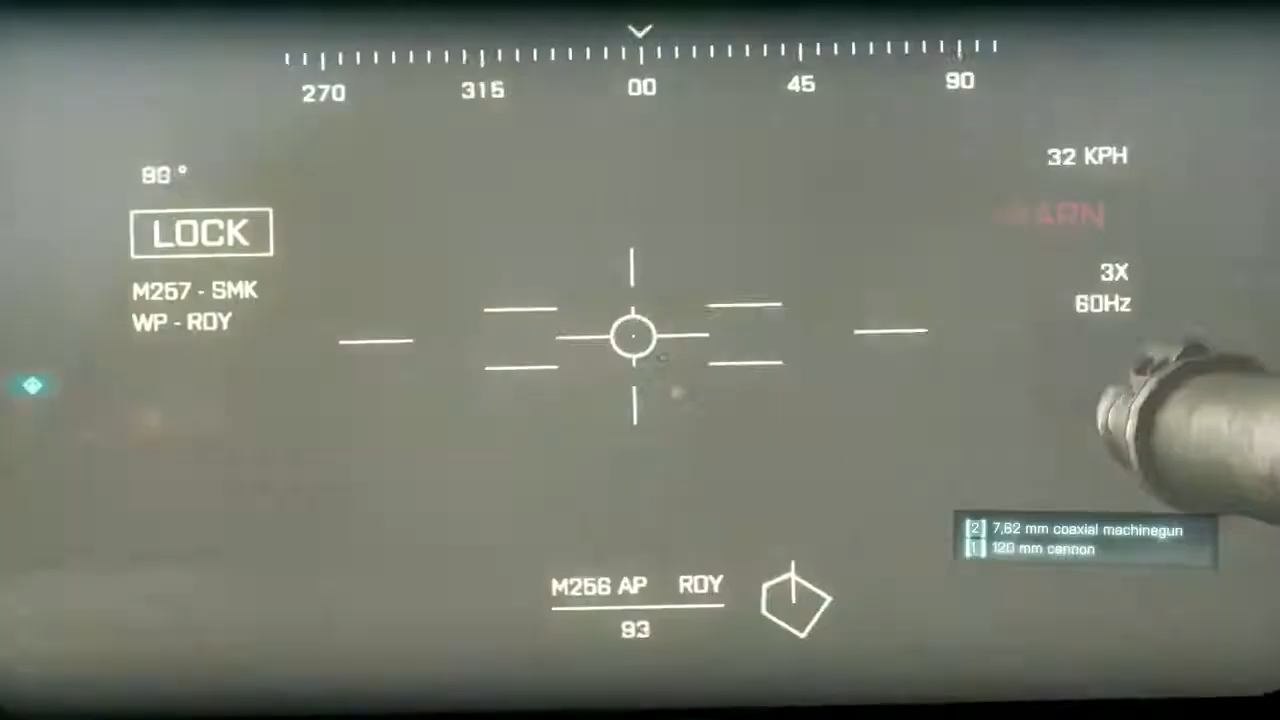 270 315 00 45 90
32 KPH
LOCK
3X
M257 - SMK
60Hz
WP - RDY
[2] 7,62 mm coaxial machinegun
[1] 120 mm cannon
M256 AP RDY
93